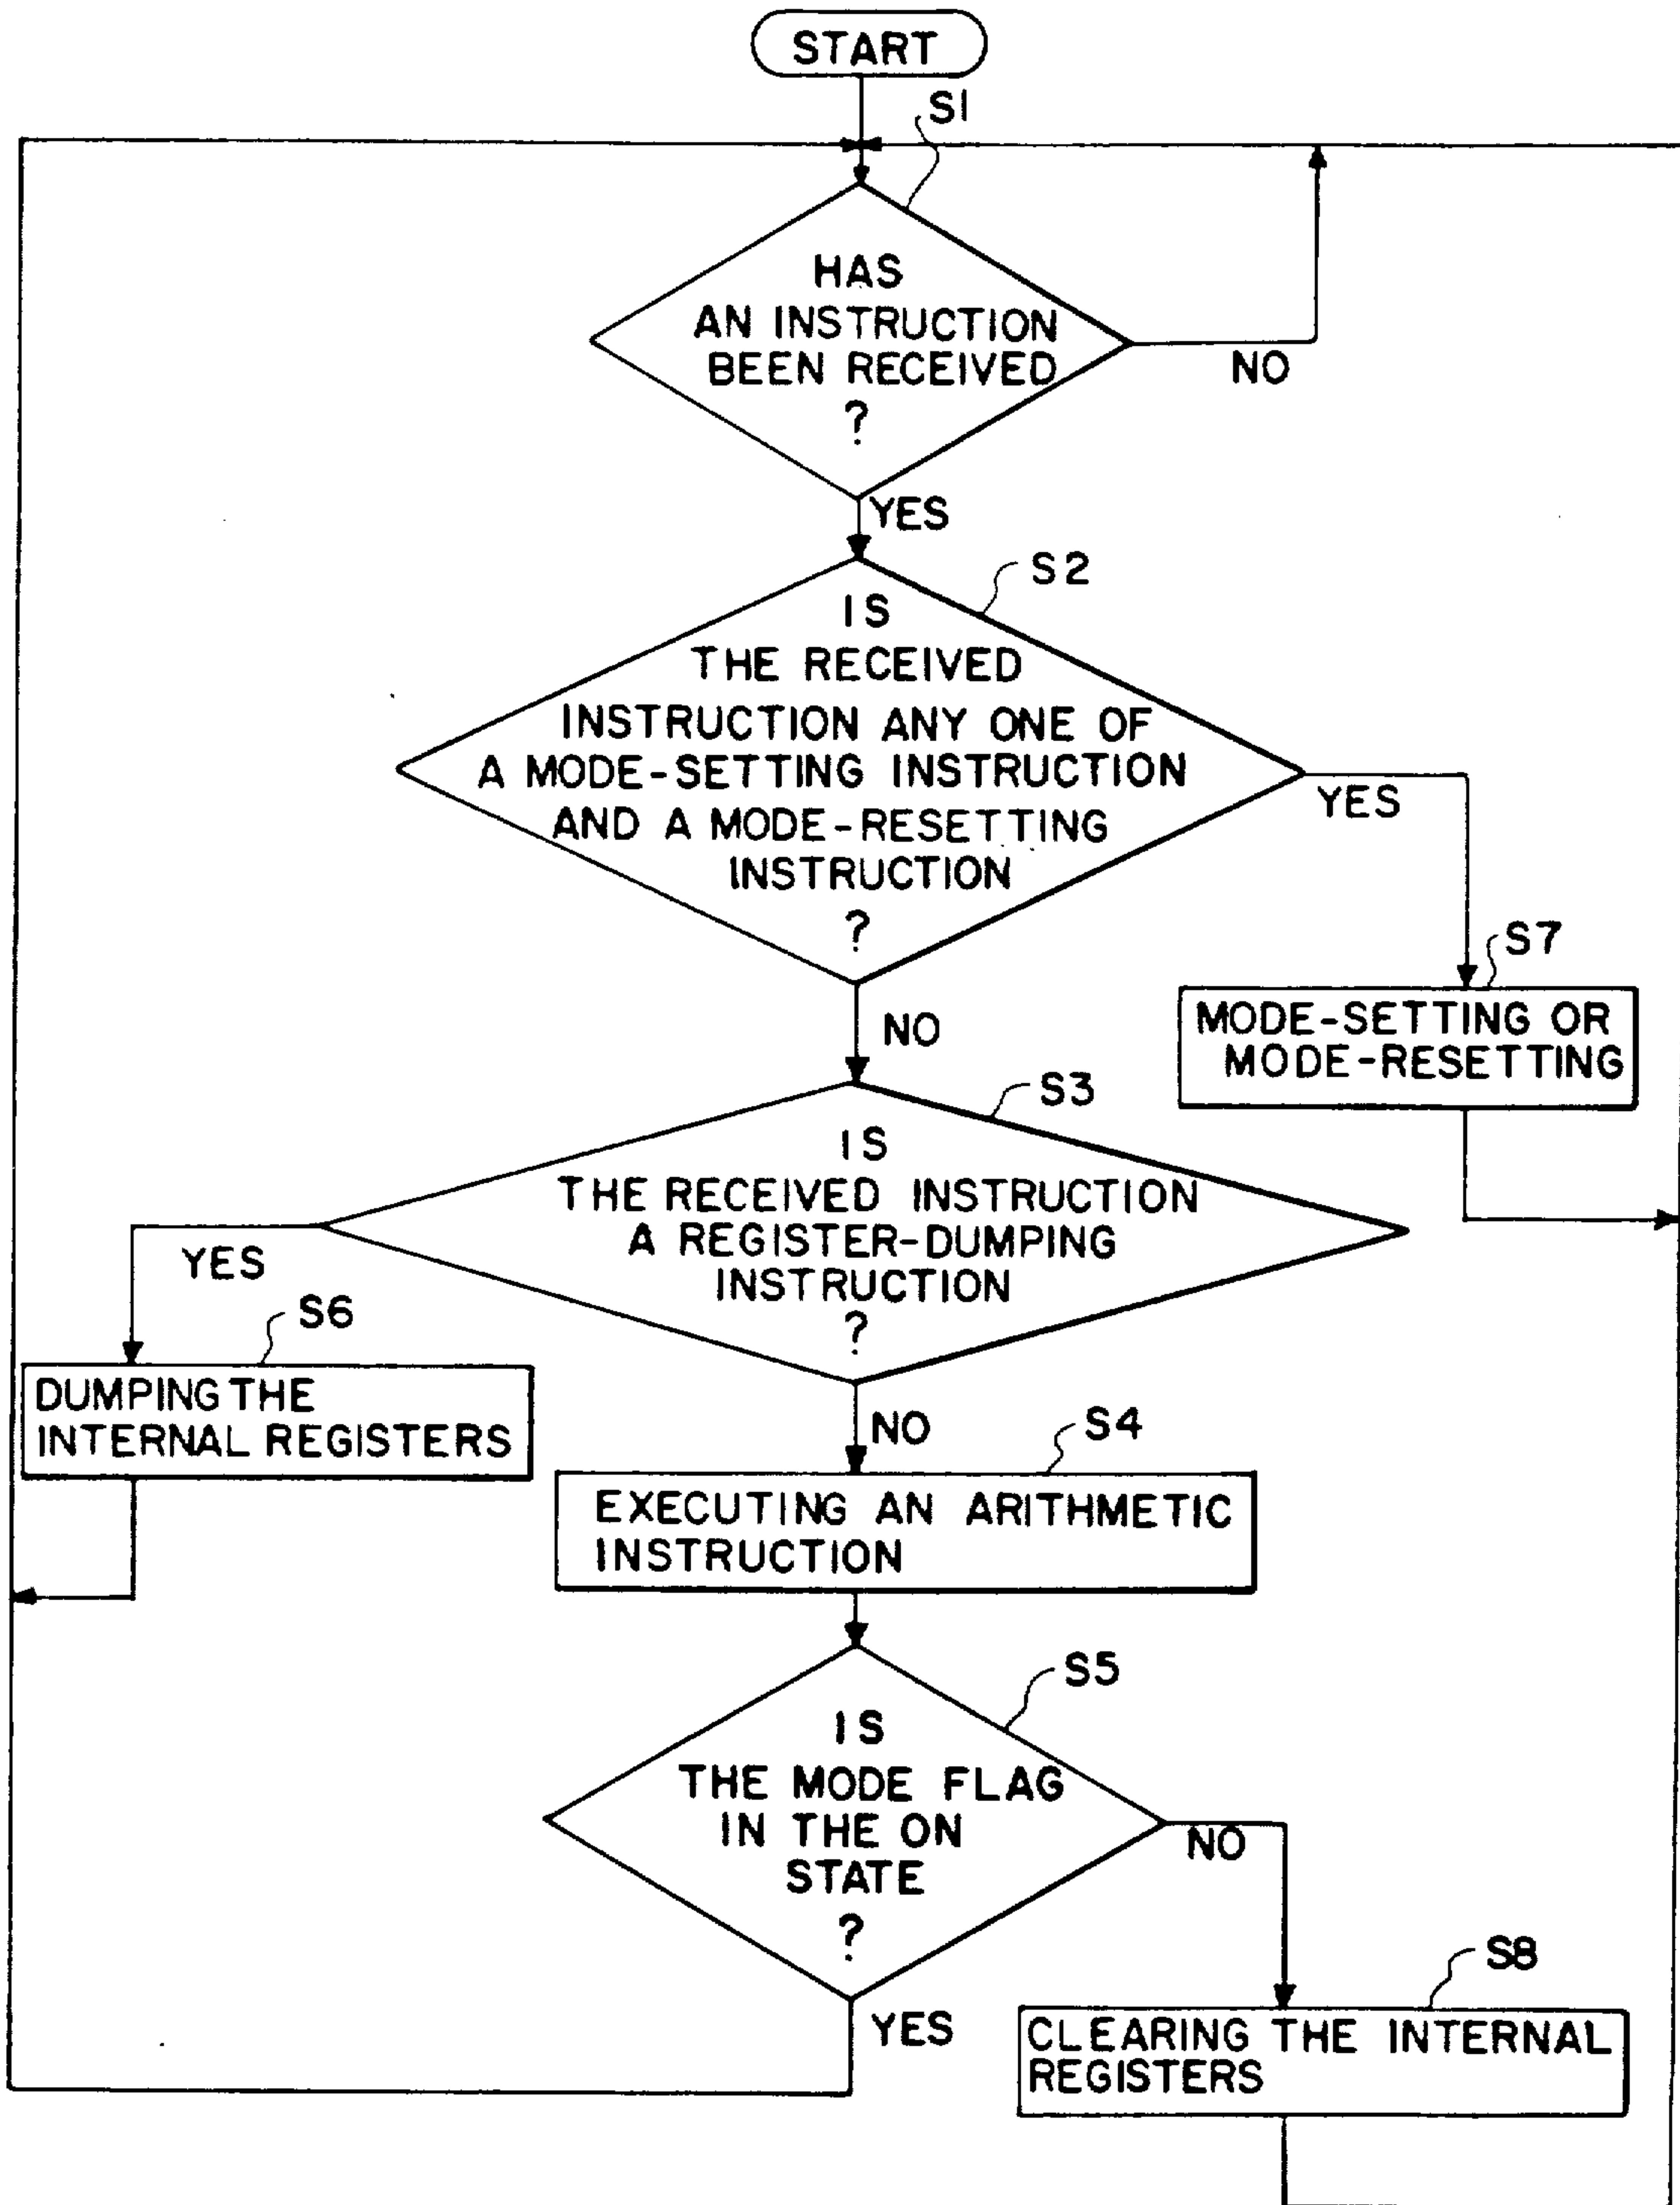 START
S1
HAS
AN INSTRUCTION
BEEN RECEIVED
?
NO
YES
S2
IS
THE RECEIVED
INSTRUCTION ANY ONE OF
A MODE-SETTING INSTRUCTION
AND A MODE-RESETTING
INSTRUCTION
?
YES
S7
MODE-SETTING OR
MODE-RESETTING
NO
S3
IS
THE RECEIVED INSTRUCTION
A REGISTER-DUMPING
INSTRUCTION
?
YES
S6
DUMPING THE
INTERNAL REGISTERS
NO
S4
EXECUTING AN ARITHMETIC
INSTRUCTION
S5
IS
THE MODE FLAG
IN THE ON
STATE
?
NO
S8
YES
CLEARING THE INTERNAL
REGISTERS